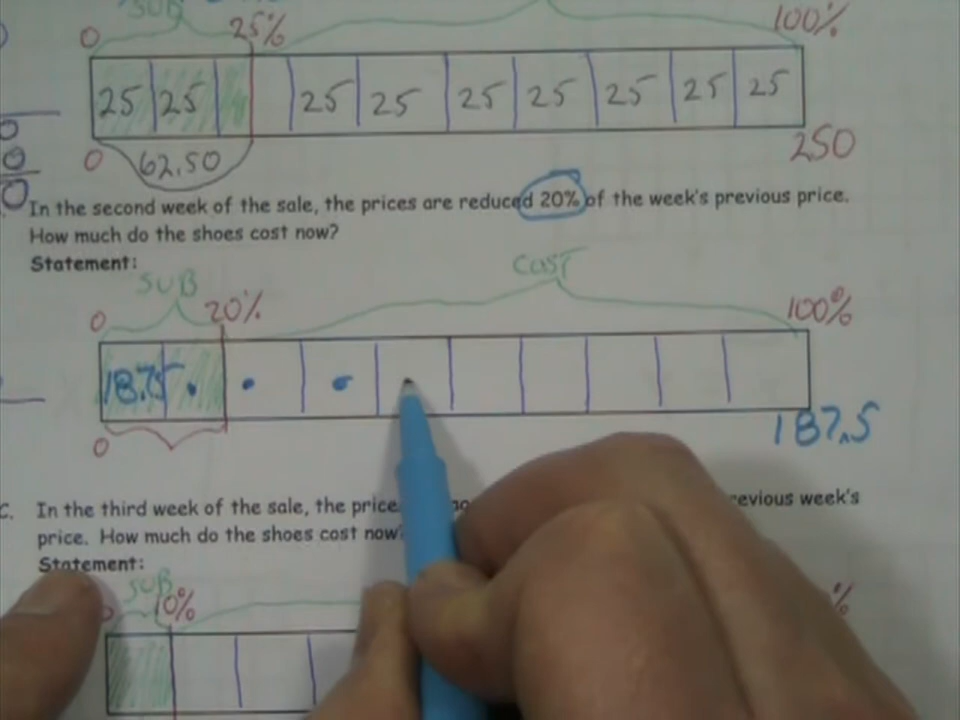 SUB
0 25% 100%
25 25 25 25 25 25 25 25 25
0 62.50 250
0
0
0
In the second week of the sale, the prices are reduced 20% of the week's previous price.
How much do the shoes cost now?
Statement:
SUB COST
0 20% 100%
18.75
0 187.5
C. In the third week of the sale, the price revious week's
price. How much do the shoes cost now
Statement:
SUB
10% %